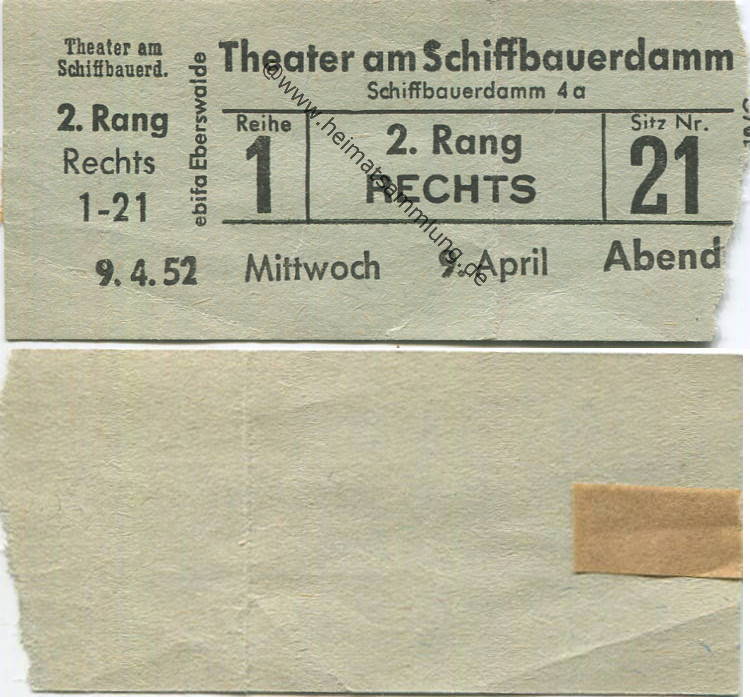 Theater am
Schiffbauerd.
2. Rang
Rechts
1-21
9. 4. 52
ebifa Eberswalde
Theater am Schiffbauerdamm
Schiffbauerdamm 4a
Reihe
1
2. Rang
RECHTS
Sitz Nr.
21
Mittwoch 9. April Abend
@www.heimatsammlung.de